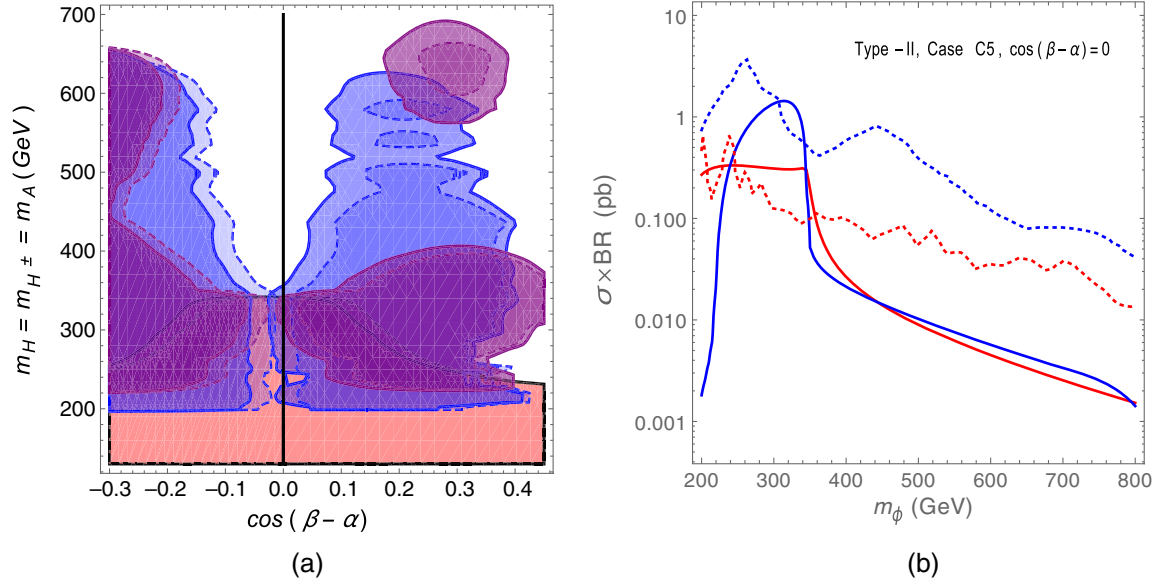 700
600
500
400
300
200
m_H = m_H ± = m_A (GeV)
−0.3 −0.2 −0.1 0.0 0.1 0.2 0.3 0.4
cos ( β − α)
(a)
10
1
0.100
0.010
0.001
σ×BR (pb)
Type −II, Case C5 , cos(β−α)=0
200 300 400 500 600 700 800
m_ϕ (GeV)
(b)